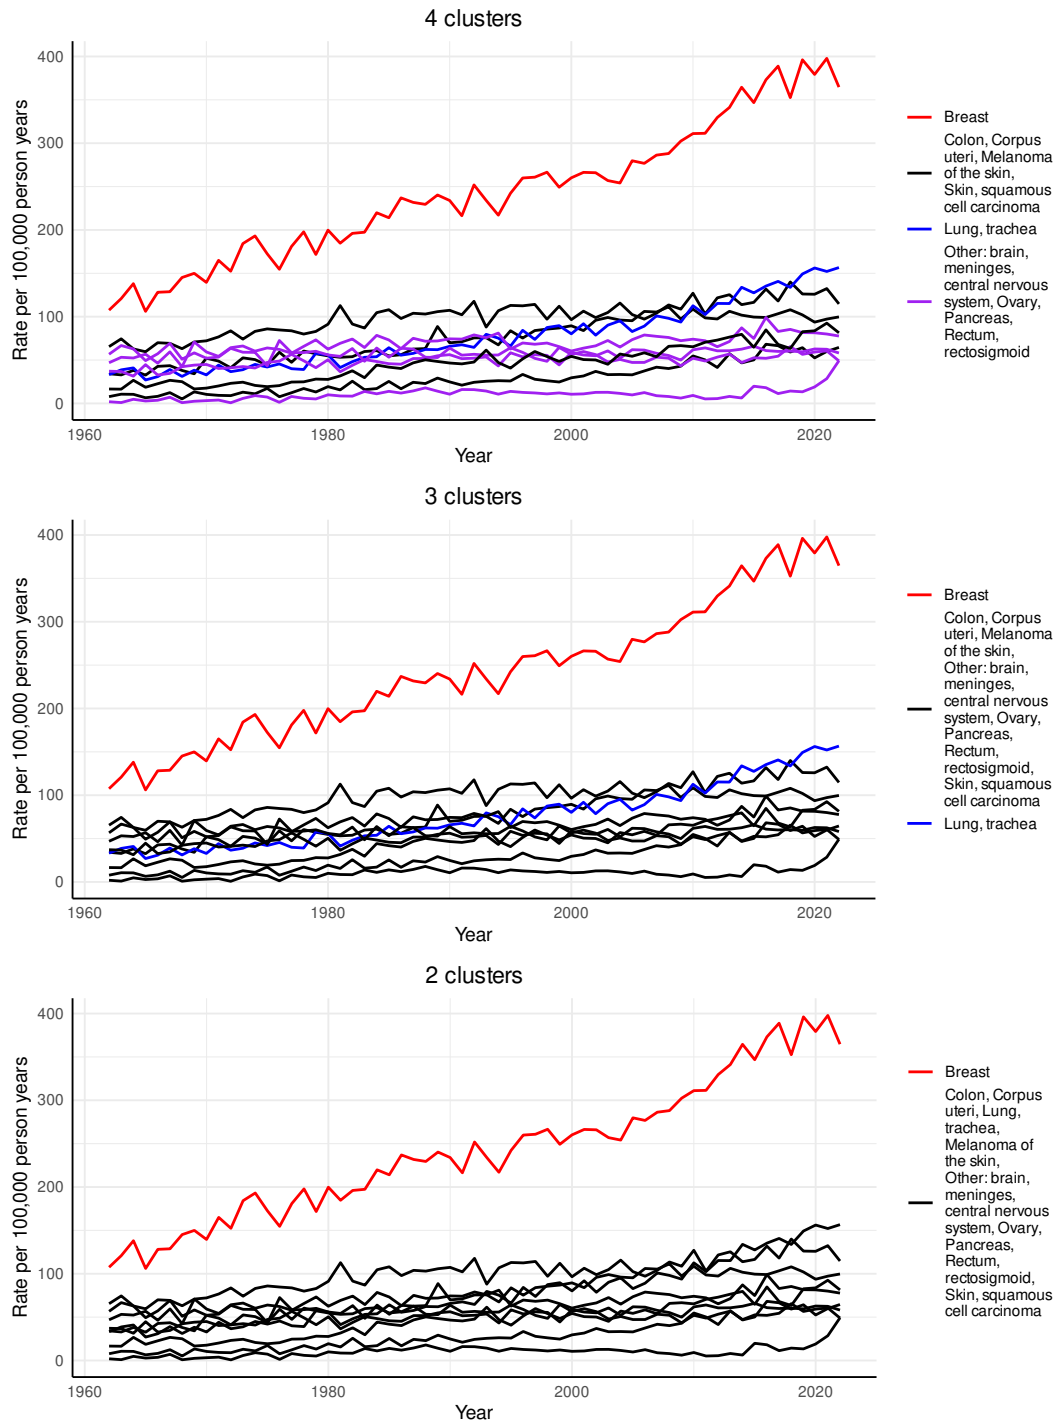 4 clusters
400
300
200
100
0
Rate per 100,000 person years
1960
1980
2000
2020
Year
Breast
Colon, Corpus
uteri, Melanoma
of the skin,
Skin, squamous
cell carcinoma
Lung, trachea
Other: brain,
meninges,
central nervous
system, Ovary,
Pancreas,
Rectum,
rectosigmoid
3 clusters
400
300
200
100
0
Rate per 100,000 person years
1960
1980
2000
2020
Year
Breast
Colon, Corpus
uteri, Melanoma
of the skin,
Other: brain,
meninges,
central nervous
system, Ovary,
Pancreas,
Rectum,
rectosigmoid,
Skin, squamous
cell carcinoma
Lung, trachea
2 clusters
400
300
200
100
0
Rate per 100,000 person years
1960
1980
2000
2020
Year
Breast
Colon, Corpus
uteri, Lung,
trachea,
Melanoma of
the skin,
Other: brain,
meninges,
central nervous
system, Ovary,
Pancreas,
Rectum,
rectosigmoid,
Skin, squamous
cell carcinoma